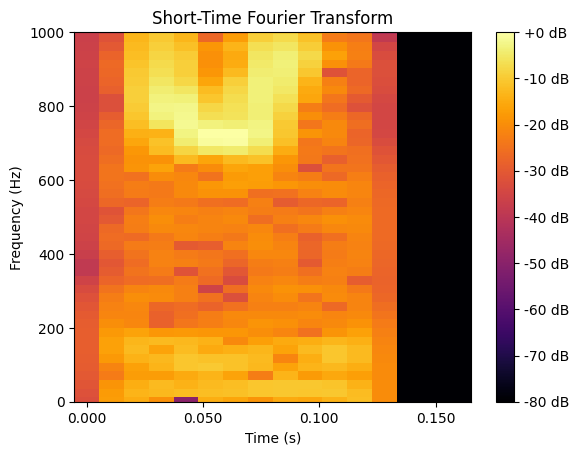 Short-Time Fourier Transform
1000
800
600
400
200
0
Frequency (Hz)
0.000
0.050
0.100
0.150
Time (s)
+0 dB
-10 dB
-20 dB
-30 dB
-40 dB
-50 dB
-60 dB
-70 dB
-80 dB